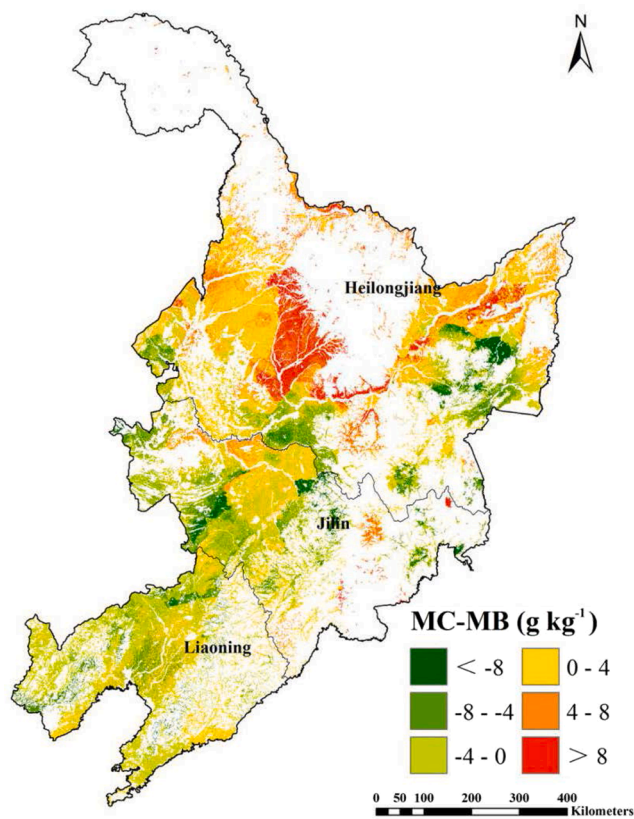 N
Heilongjiang
Jilin
Liaoning
MC-MB (g kg⁻¹)
< -8 0 - 4
-8 - -4 4 - 8
-4 - 0 > 8
0 50 100 200 300 400
Kilometers